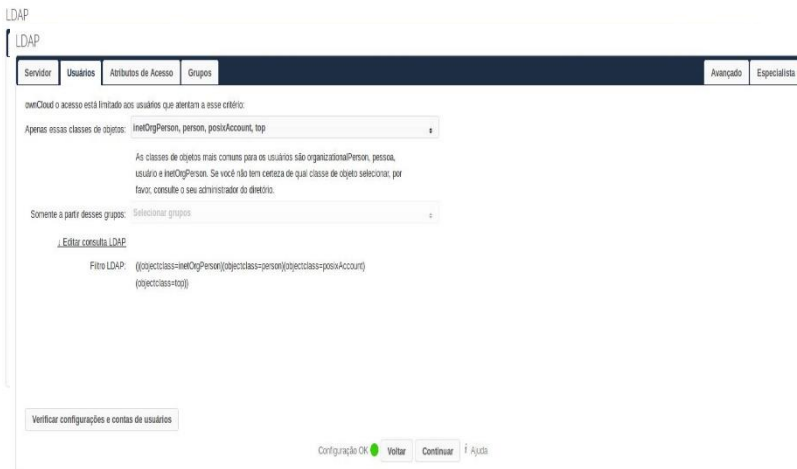 LDAP
LDAP
Servidor Usuários Atributos de Acesso Grupos Avançado Especialista
ownCloud o acesso está limitado aos usuários que atentam a esse critério:
Apenas essas classes de objetos: inetOrgPerson, person, posixAccount, top
As classes de objetos mais comuns para os usuários são organizationalPerson, pessoa,
usuário e inetOrgPerson. Se você não tem certeza de qual classe de objeto selecionar, por
favor, consulte o seu administrador do diretório.
Somente a partir desses grupos: Selecionar grupos
↓ Editar consulta LDAP
Filtro LDAP: (|(objectclass=inetOrgPerson)(objectclass=person)(objectclass=posixAccount)
(objectclass=top))
Verificar configurações e contas de usuários
Configuração OK Voltar Continuar i Ajuda